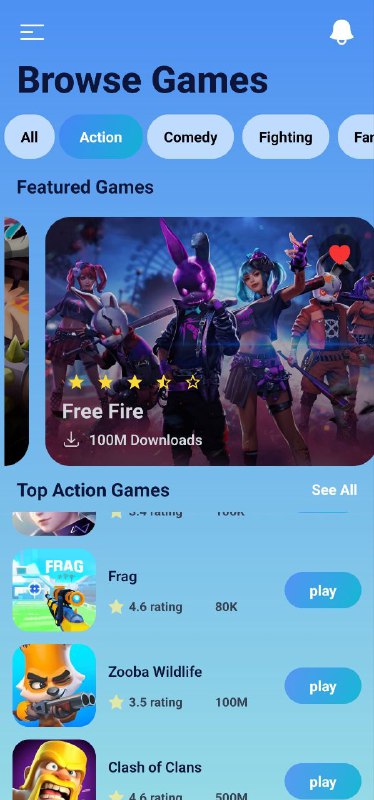 Browse Games
All
Action
Comedy
Fighting
Fan
Featured Games
Free Fire
100M Downloads
Top Action Games
See All
3.4 rating
100K
FRAG
Frag
4.6 rating
80K
play
Zooba Wildlife
3.5 rating
100M
play
Clash of Clans
4.6 rating
500M
play